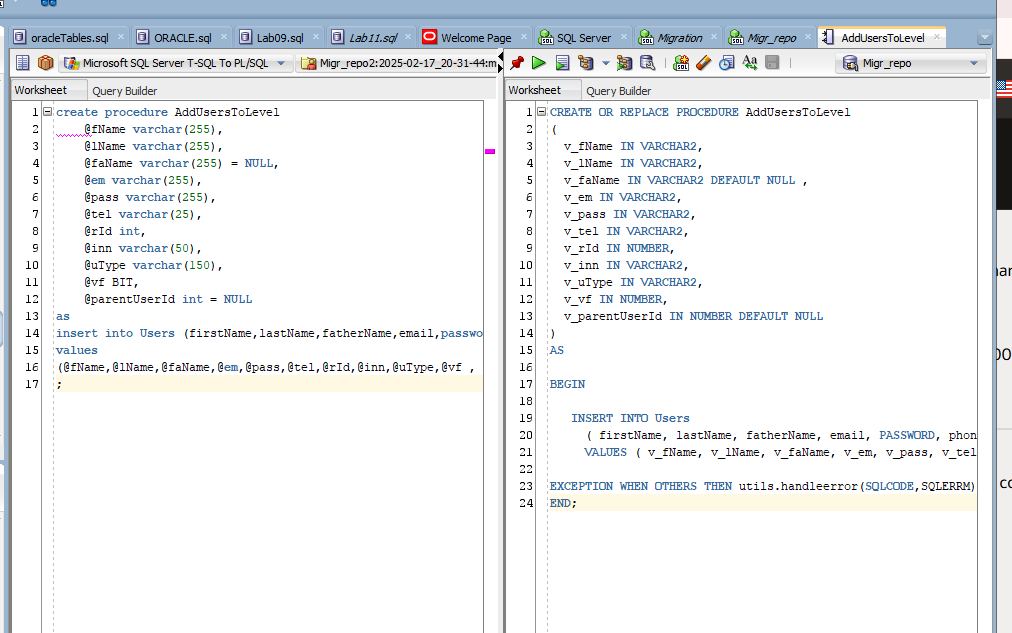 oracleTables.sql ORACLE.sql Lab09.sql Lab11.sql Welcome Page SQL Server Migration Migr_repo AddUsersToLevel
Microsoft SQL Server T-SQL To PL/SQL Migr_repo2:2025-02-17_20-31-44:m Migr_repo
Worksheet Query Builder
1 create procedure AddUsersToLevel
2 @fName varchar(255),
3 @lName varchar(255),
4 @faName varchar(255) = NULL,
5 @em varchar(255),
6 @pass varchar(255),
7 @tel varchar(25),
8 @rId int,
9 @inn varchar(50),
10 @uType varchar(150),
11 @vf BIT,
12 @parentUserId int = NULL
13 as
14 insert into Users (firstName,lastName,fatherName,email,passwo
15 values
16 (@fName,@lName,@faName,@em,@pass,@tel,@rId,@inn,@uType,@vf ,
17 ;
Worksheet Query Builder
1 CREATE OR REPLACE PROCEDURE AddUsersToLevel
2 (
3 v_fName IN VARCHAR2,
4 v_lName IN VARCHAR2,
5 v_faName IN VARCHAR2 DEFAULT NULL ,
6 v_em IN VARCHAR2,
7 v_pass IN VARCHAR2,
8 v_tel IN VARCHAR2,
9 v_rId IN NUMBER,
10 v_inn IN VARCHAR2,
11 v_uType IN VARCHAR2,
12 v_vf IN NUMBER,
13 v_parentUserId IN NUMBER DEFAULT NULL
14 )
15 AS
16
17 BEGIN
18
19 INSERT INTO Users
20 ( firstName, lastName, fatherName, email, PASSWORD, phon
21 VALUES ( v_fName, v_lName, v_faName, v_em, v_pass, v_tel
22
23 EXCEPTION WHEN OTHERS THEN utils.handleerror(SQLCODE,SQLERRM)
24 END;